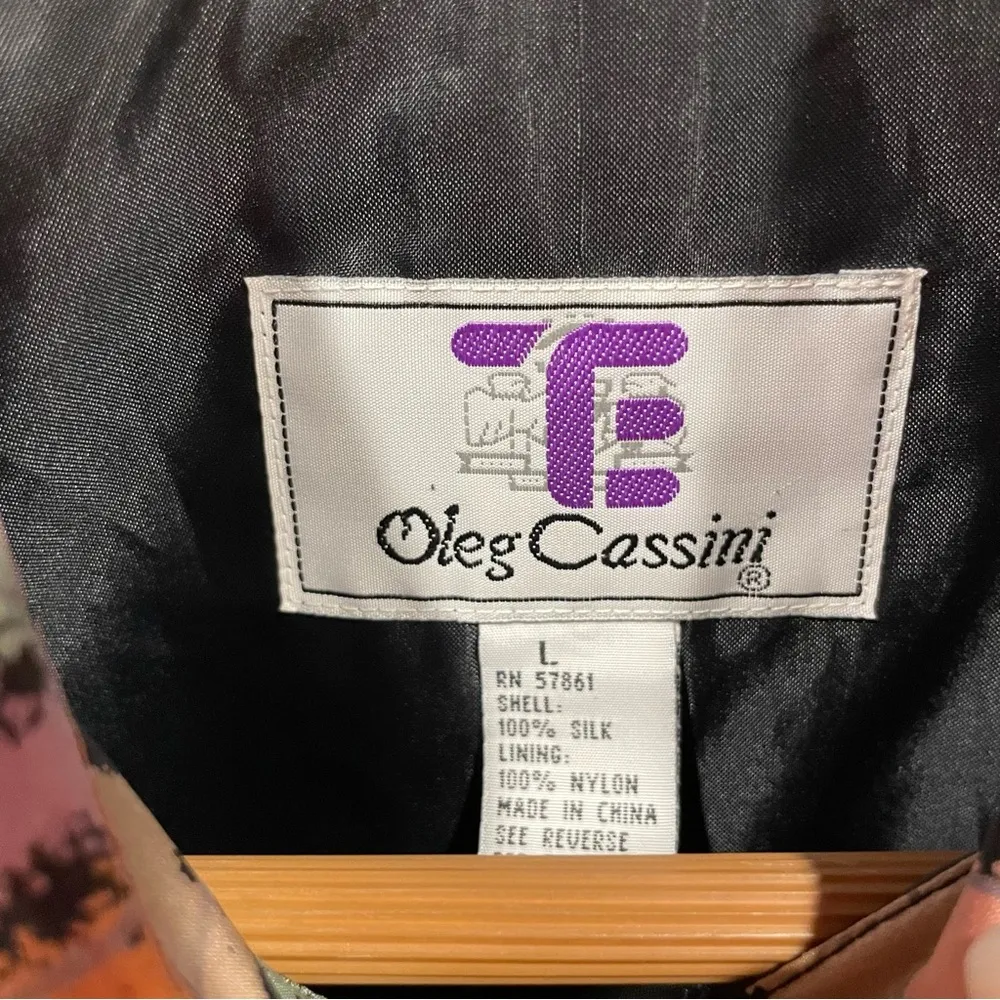 Oleg Cassini ®
L
RN 57861
SHELL:
100% SILK
LINING:
100% NYLON
MADE IN CHINA
SEE REVERSE